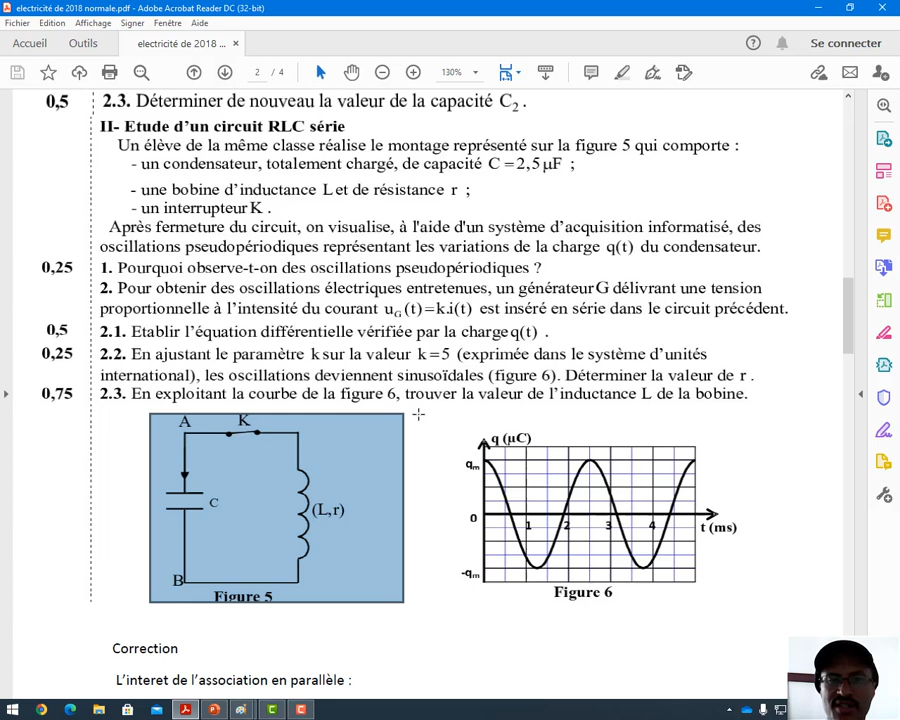 electricité de 2018 normale.pdf - Adobe Acrobat Reader DC (32-bit)
Fichier Edition Affichage Signer Fenêtre Aide
Accueil Outils electricité de 2018 ... × Se connecter
2 / 4 130%
0,5 2.3. Déterminer de nouveau la valeur de la capacité C₂ .
II- Etude d'un circuit RLC série
Un élève de la même classe réalise le montage représenté sur la figure 5 qui comporte :
- un condensateur, totalement chargé, de capacité C = 2,5 µF ;
- une bobine d'inductance L et de résistance r ;
- un interrupteur K .
Après fermeture du circuit, on visualise, à l'aide d'un système d'acquisition informatisé, des
oscillations pseudopériodiques représentant les variations de la charge q(t) du condensateur.
0,25 1. Pourquoi observe-t-on des oscillations pseudopériodiques ?
2. Pour obtenir des oscillations électriques entretenues, un générateur G délivrant une tension
proportionnelle à l'intensité du courant u_G (t) = k.i(t) est inséré en série dans le circuit précédent.
0,5 2.1. Etablir l'équation différentielle vérifiée par la charge q(t) .
0,25 2.2. En ajustant le paramètre k sur la valeur k = 5 (exprimée dans le système d'unités
international), les oscillations deviennent sinusoïdales (figure 6). Déterminer la valeur de r .
0,75 2.3. En exploitant la courbe de la figure 6, trouver la valeur de l'inductance L de la bobine.
A K
C
(L,r)
B
Figure 5
q (µC)
qm
0
1 2 3 4
t (ms)
-qm
Figure 6
Correction
L'interet de l'association en parallèle :